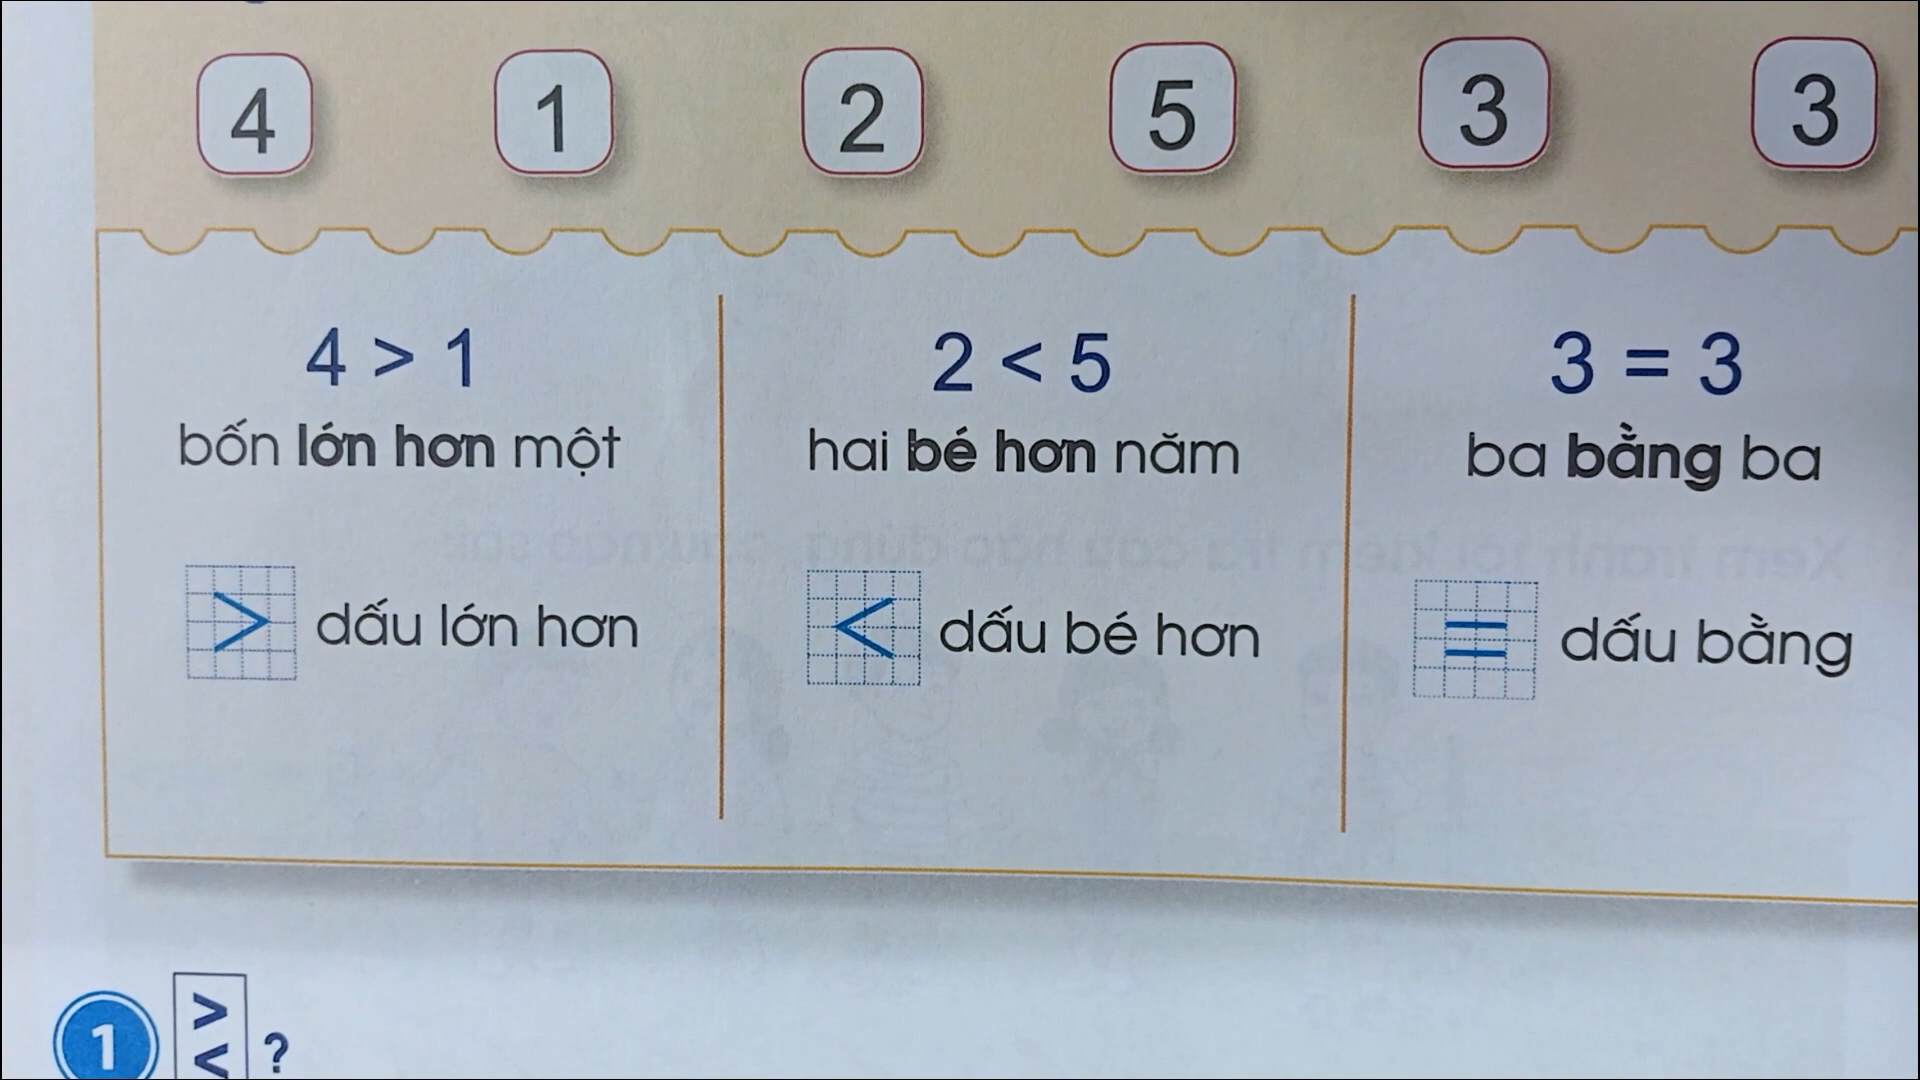 4 1 2 5 3 3
4 > 1
bốn lớn hơn một
> dấu lớn hơn
2 < 5
hai bé hơn năm
< dấu bé hơn
3 = 3
ba bằng ba
= dấu bằng
1 > < ?